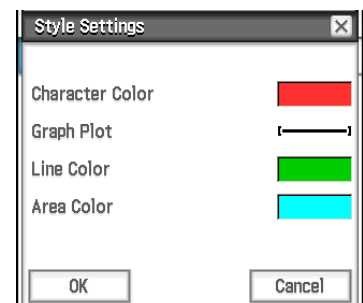 Style Settings
Character Color
Graph Plot
Line Color
Area Color
OK Cancel